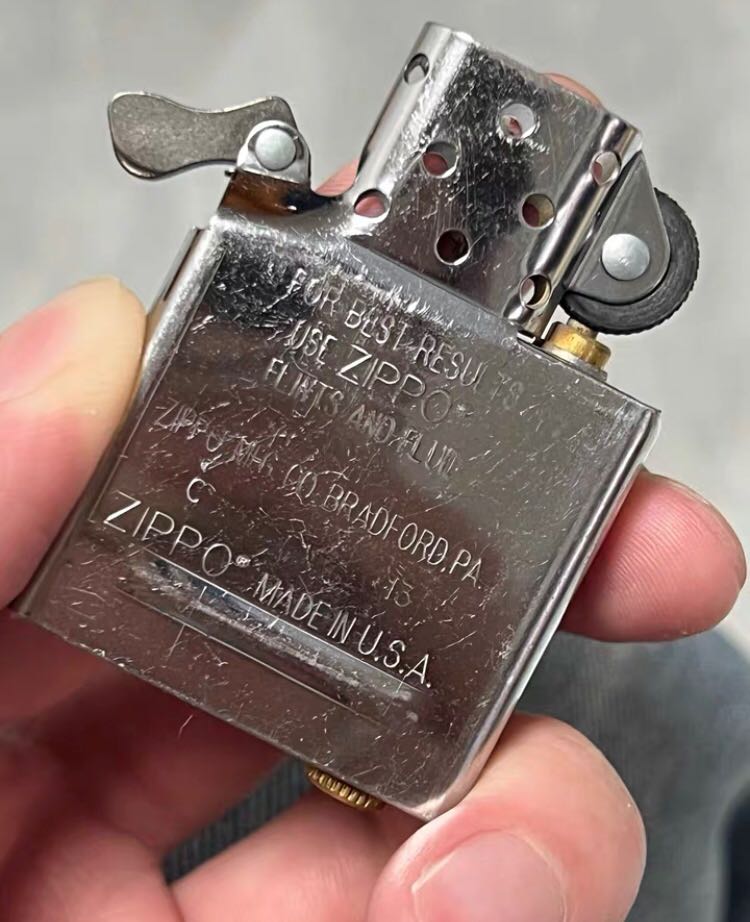 FOR BEST RESULTS
USE ZIPPO®
FLINTS AND FLUID
ZIPPO MFG. CO. BRADFORD, PA.
C 13
ZIPPO® MADE IN U.S.A.